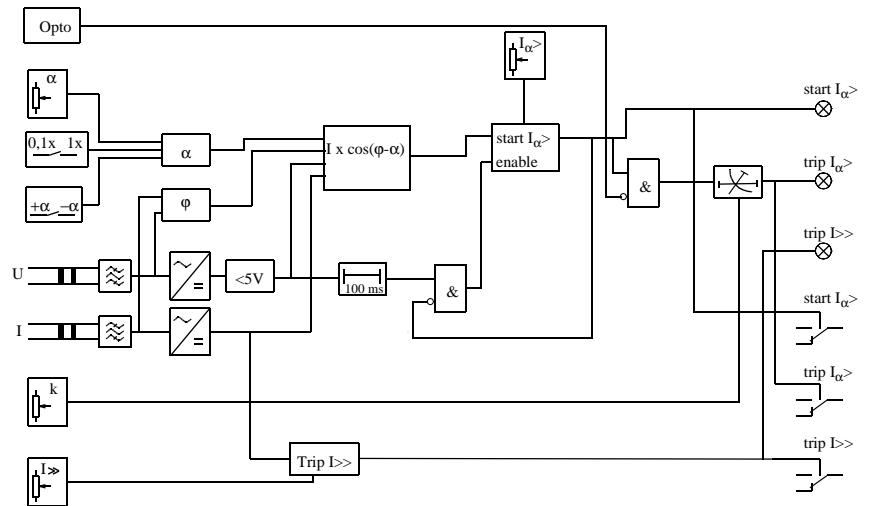 Opto
α
0,1x 1x
+α −α
α
φ
I x cos(φ-α)
Iα>
start Iα>
enable
&
start Iα>
trip Iα>
trip I>>
U
<5V
100 ms
&
I
start Iα>
k
trip Iα>
I>>
Trip I>>
trip I>>